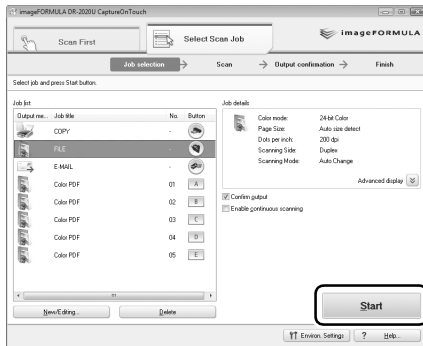 imageFORMULA DR-2020U CaptureOnTouch
Scan First
Select Scan Job
imageFORMULA
Job selection
Scan
Output confirmation
Finish
Select job and press Start button.
Job list
Output me... Job title No. Button
COPY -
FILE -
E-MAIL -
Color PDF 01 A
Color PDF 02 B
Color PDF 03 C
Color PDF 04 D
Color PDF 05 E
New/Editing...
Delete
Job details
Color mode: 24-bit Color
Page Size: Auto size detect
Dots per inch: 200 dpi
Scanning Side: Duplex
Scanning Mode: Auto Change
Advanced display
Confirm output
Enable continuous scanning
Start
Environ. Settings
? Help...